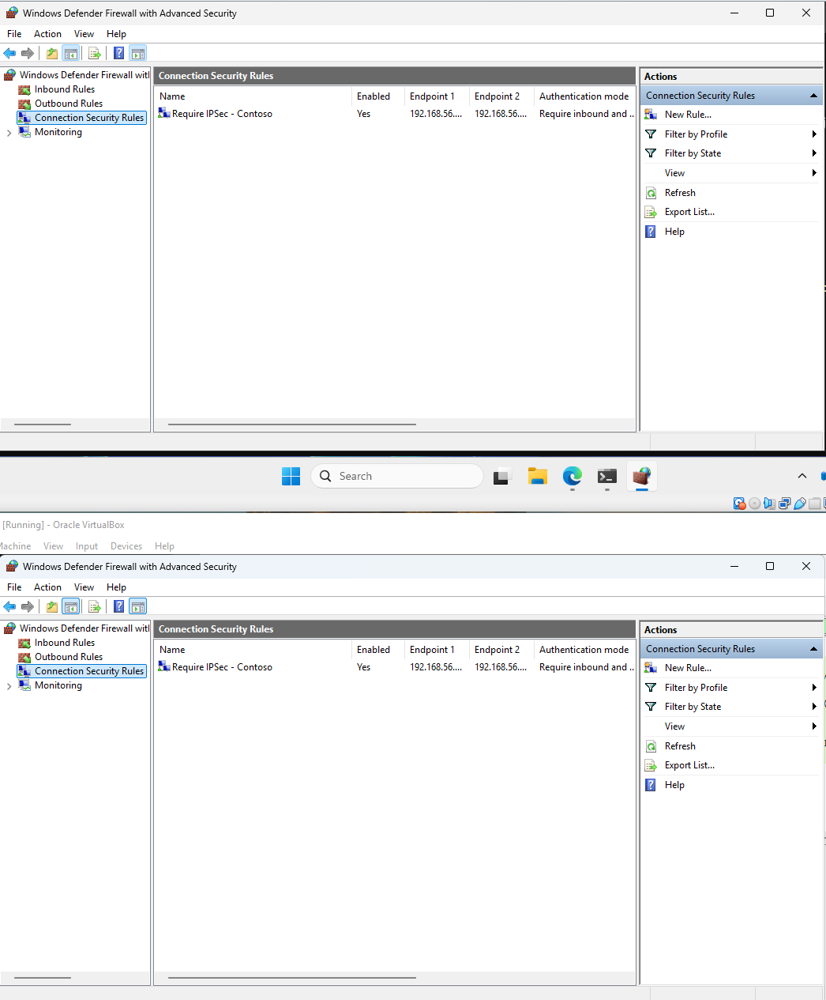 Windows Defender Firewall with Advanced Security
File Action View Help
Windows Defender Firewall wit
Inbound Rules
Outbound Rules
Connection Security Rules
Monitoring
Connection Security Rules
Name Enabled Endpoint 1 Endpoint 2 Authentication mode
Require IPSec - Contoso Yes 192.168.56.... 192.168.56.... Require inbound and ..
Actions
Connection Security Rules
New Rule...
Filter by Profile
Filter by State
View
Refresh
Export List...
Help
Search
[Running] - Oracle VirtualBox
Machine View Input Devices Help
Windows Defender Firewall with Advanced Security
File Action View Help
Windows Defender Firewall wit
Inbound Rules
Outbound Rules
Connection Security Rules
Monitoring
Connection Security Rules
Name Enabled Endpoint 1 Endpoint 2 Authentication mode
Require IPSec - Contoso Yes 192.168.56.... 192.168.56.... Require inbound and ..
Actions
Connection Security Rules
New Rule...
Filter by Profile
Filter by State
View
Refresh
Export List...
Help